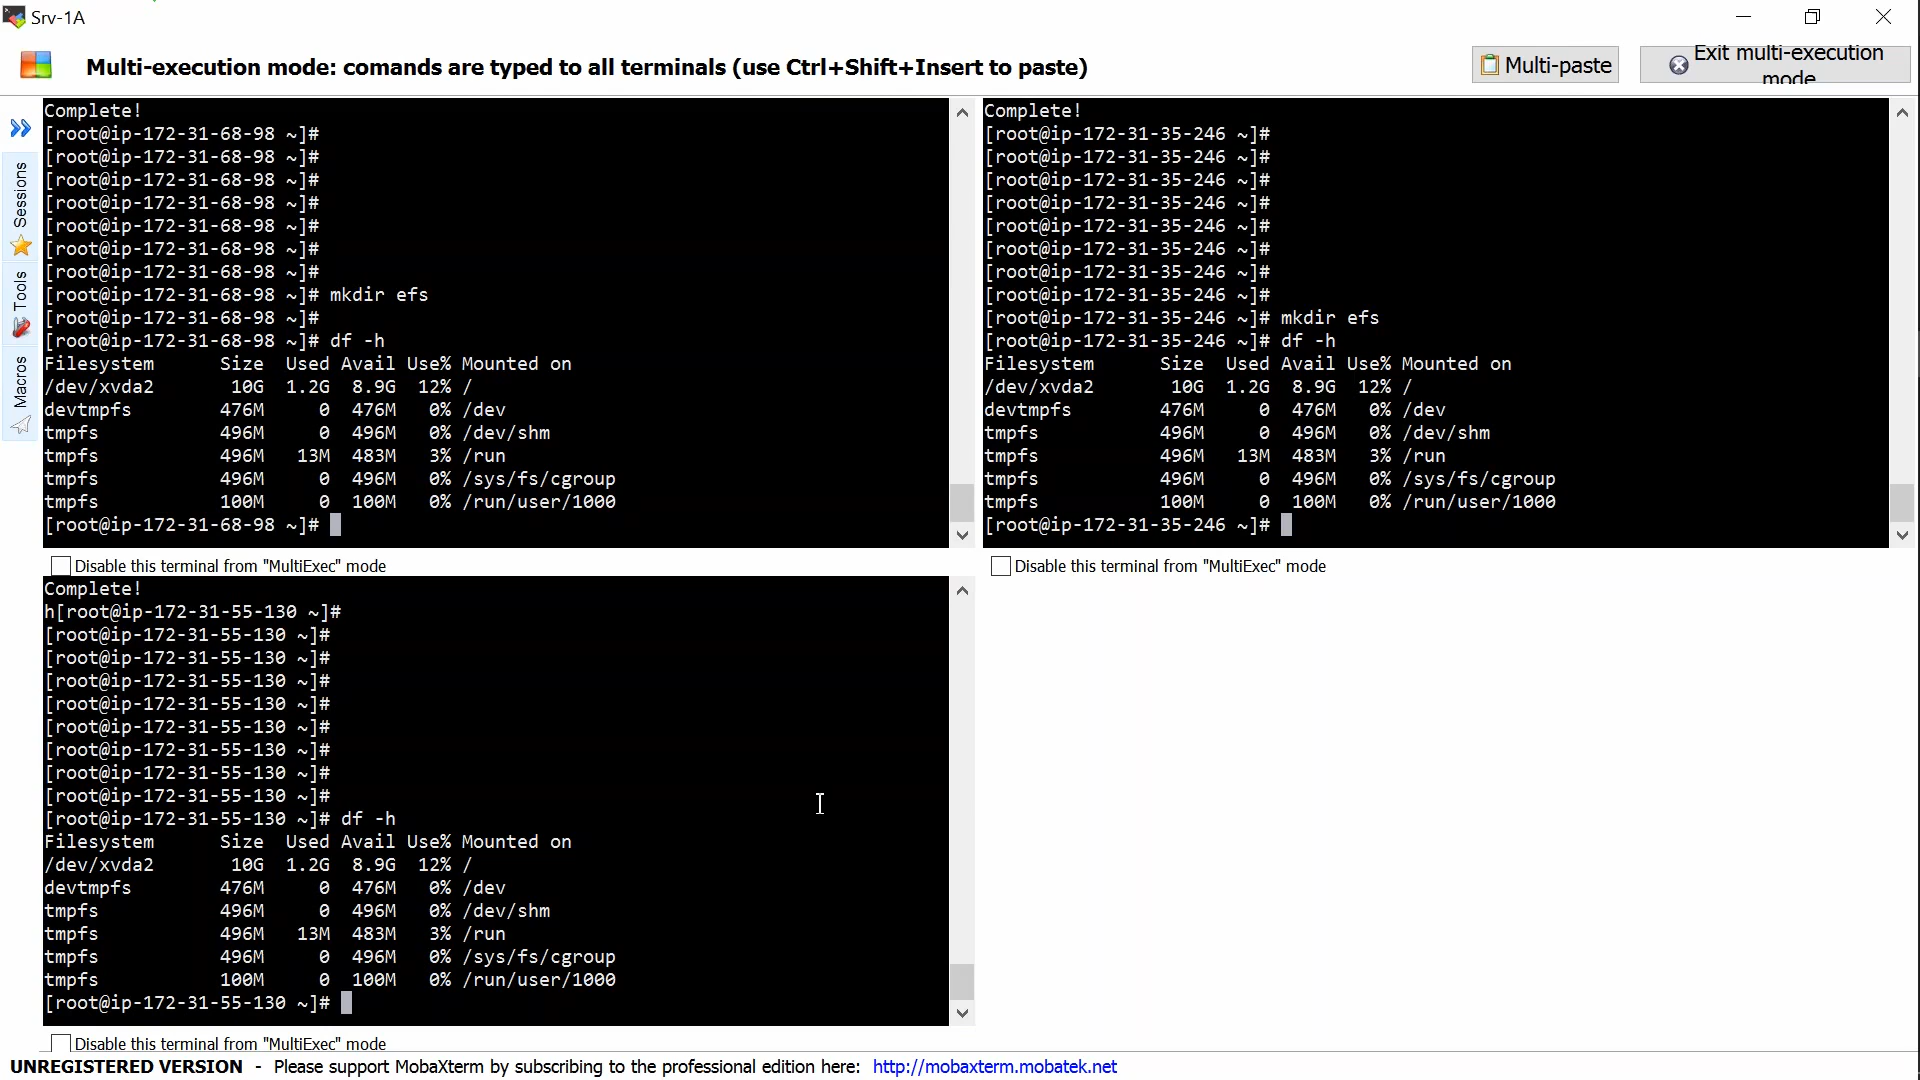 Srv-1A
Multi-execution mode: comands are typed to all terminals (use Ctrl+Shift+Insert to paste)
Multi-paste
Exit multi-execution
mode
Sessions
Tools
Macros
Complete!
[root@ip-172-31-68-98 ~]#
[root@ip-172-31-68-98 ~]#
[root@ip-172-31-68-98 ~]#
[root@ip-172-31-68-98 ~]#
[root@ip-172-31-68-98 ~]#
[root@ip-172-31-68-98 ~]#
[root@ip-172-31-68-98 ~]#
[root@ip-172-31-68-98 ~]# mkdir efs
[root@ip-172-31-68-98 ~]#
[root@ip-172-31-68-98 ~]# df -h
Filesystem      Size  Used Avail Use% Mounted on
/dev/xvda2       10G  1.2G  8.9G  12% /
devtmpfs        476M     0  476M   0% /dev
tmpfs           496M     0  496M   0% /dev/shm
tmpfs           496M   13M  483M   3% /run
tmpfs           496M     0  496M   0% /sys/fs/cgroup
tmpfs           100M     0  100M   0% /run/user/1000
[root@ip-172-31-68-98 ~]#
Disable this terminal from "MultiExec" mode
Complete!
[root@ip-172-31-35-246 ~]#
[root@ip-172-31-35-246 ~]#
[root@ip-172-31-35-246 ~]#
[root@ip-172-31-35-246 ~]#
[root@ip-172-31-35-246 ~]#
[root@ip-172-31-35-246 ~]#
[root@ip-172-31-35-246 ~]#
[root@ip-172-31-35-246 ~]#
[root@ip-172-31-35-246 ~]# mkdir efs
[root@ip-172-31-35-246 ~]# df -h
Filesystem      Size  Used Avail Use% Mounted on
/dev/xvda2       10G  1.2G  8.9G  12% /
devtmpfs        476M     0  476M   0% /dev
tmpfs           496M     0  496M   0% /dev/shm
tmpfs           496M   13M  483M   3% /run
tmpfs           496M     0  496M   0% /sys/fs/cgroup
tmpfs           100M     0  100M   0% /run/user/1000
[root@ip-172-31-35-246 ~]#
Disable this terminal from "MultiExec" mode
Complete!
h[root@ip-172-31-55-130 ~]#
[root@ip-172-31-55-130 ~]#
[root@ip-172-31-55-130 ~]#
[root@ip-172-31-55-130 ~]#
[root@ip-172-31-55-130 ~]#
[root@ip-172-31-55-130 ~]#
[root@ip-172-31-55-130 ~]#
[root@ip-172-31-55-130 ~]#
[root@ip-172-31-55-130 ~]#
[root@ip-172-31-55-130 ~]# df -h
Filesystem      Size  Used Avail Use% Mounted on
/dev/xvda2       10G  1.2G  8.9G  12% /
devtmpfs        476M     0  476M   0% /dev
tmpfs           496M     0  496M   0% /dev/shm
tmpfs           496M   13M  483M   3% /run
tmpfs           496M     0  496M   0% /sys/fs/cgroup
tmpfs           100M     0  100M   0% /run/user/1000
[root@ip-172-31-55-130 ~]#
Disable this terminal from "MultiExec" mode
UNREGISTERED VERSION - Please support MobaXterm by subscribing to the professional edition here: http://mobaxterm.mobatek.net